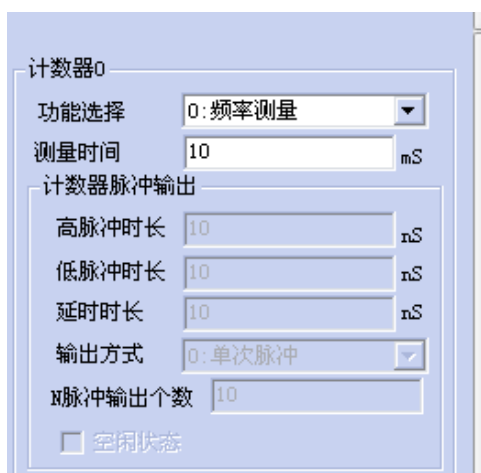 计数器0
功能选择 0:频率测量
测量时间 10 mS
计数器脉冲输出
高脉冲时长 10 nS
低脉冲时长 10 nS
延时时长 10 nS
输出方式 0:单次脉冲
N脉冲输出个数 10
空闲状态